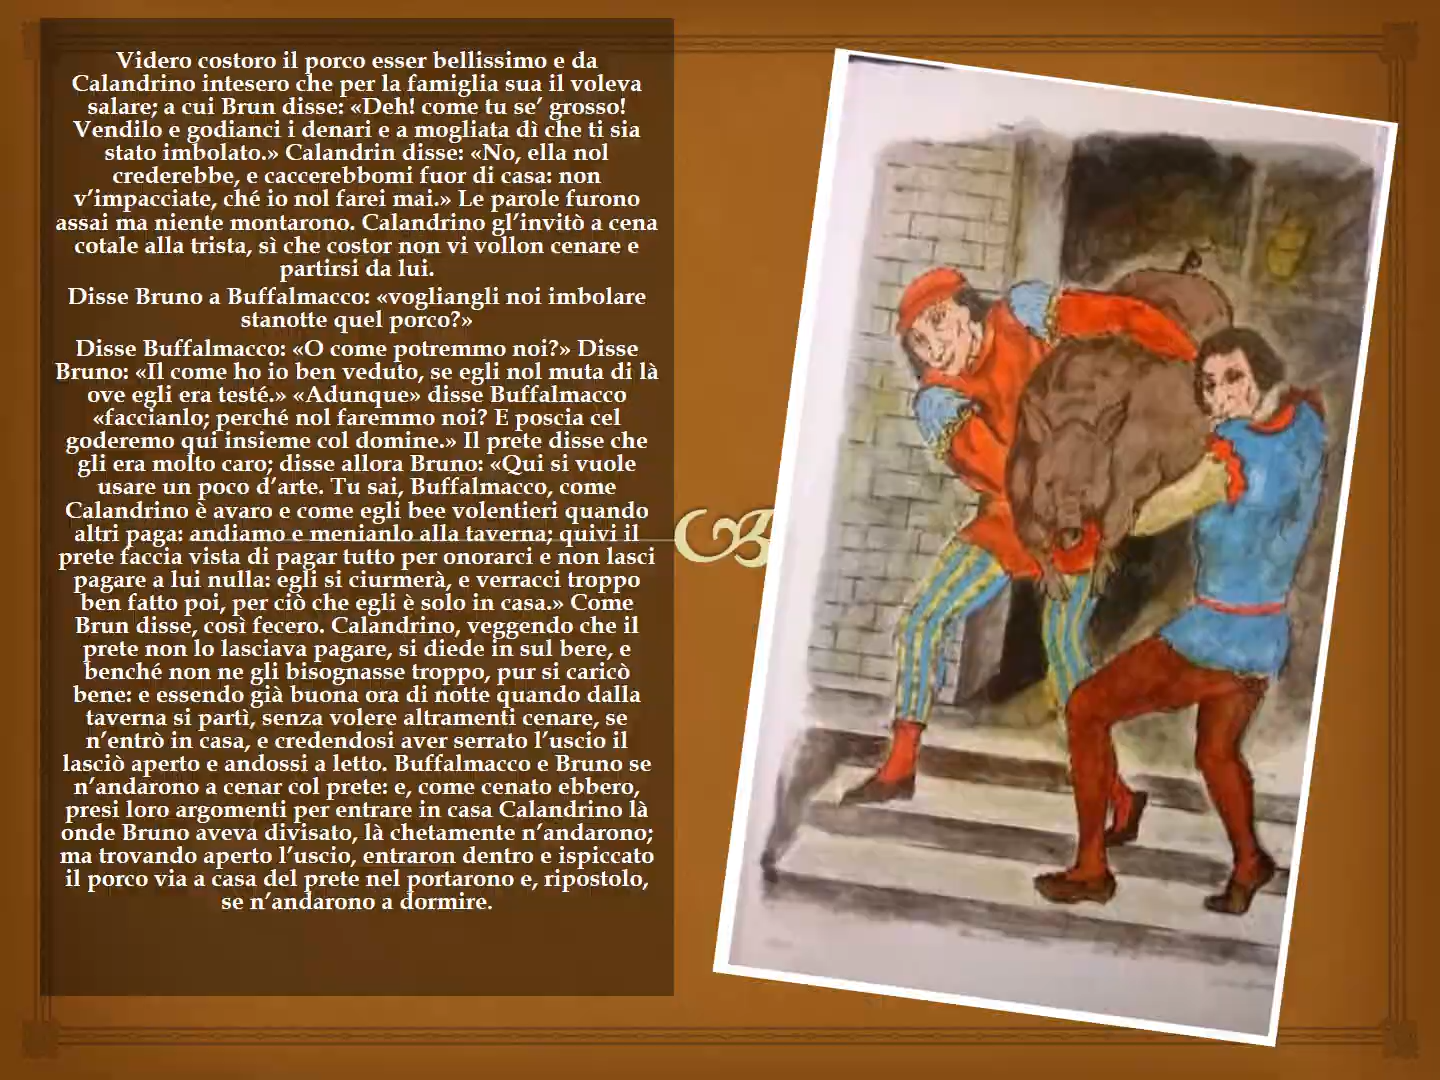 Videro costoro il porco esser bellissimo e da
Calandrino intesero che per la famiglia sua il voleva
salare; a cui Brun disse: «Deh! come tu se’ grosso!
Vendilo e godianci i denari e a mogliata dì che ti sia
stato imbolato.» Calandrin disse: «No, ella nol
crederebbe, e caccerebbomi fuor di casa: non
v’impacciate, ché io nol farei mai.» Le parole furono
assai ma niente montarono. Calandrino gl’invitò a cena
cotale alla trista, sì che costor non vi vollon cenare e
partirsi da lui.
Disse Bruno a Buffalmacco: «vogliangli noi imbolare
stanotte quel porco?»
Disse Buffalmacco: «O come potremmo noi?» Disse
Bruno: «Il come ho io ben veduto, se egli nol muta di là
ove egli era testé.» «Adunque» disse Buffalmacco
«faccianlo; perché nol faremmo noi? E poscia cel
goderemo qui insieme col domine.» Il prete disse che
gli era molto caro; disse allora Bruno: «Qui si vuole
usare un poco d’arte. Tu sai, Buffalmacco, come
Calandrino è avaro e come egli bee volentieri quando
altri paga: andiamo e menianlo alla taverna; quivi il
prete faccia vista di pagar tutto per onorarci e non lasci
pagare a lui nulla: egli si ciurmerà, e verracci troppo
ben fatto poi, per ciò che egli è solo in casa.» Come
Brun disse, così fecero. Calandrino, veggendo che il
prete non lo lasciava pagare, si diede in sul bere, e
benché non ne gli bisognasse troppo, pur si caricò
bene: e essendo già buona ora di notte quando dalla
taverna si partì, senza volere altramenti cenare, se
n’entrò in casa, e credendosi aver serrato l’uscio il
lasciò aperto e andossi a letto. Buffalmacco e Bruno se
n’andarono a cenar col prete: e, come cenato ebbero,
presi loro argomenti per entrare in casa Calandrino là
onde Bruno aveva divisato, là chetamente n’andarono;
ma trovando aperto l’uscio, entraron dentro e ispiccato
il porco via a casa del prete nel portarono e, ripostolo,
se n’andarono a dormire.